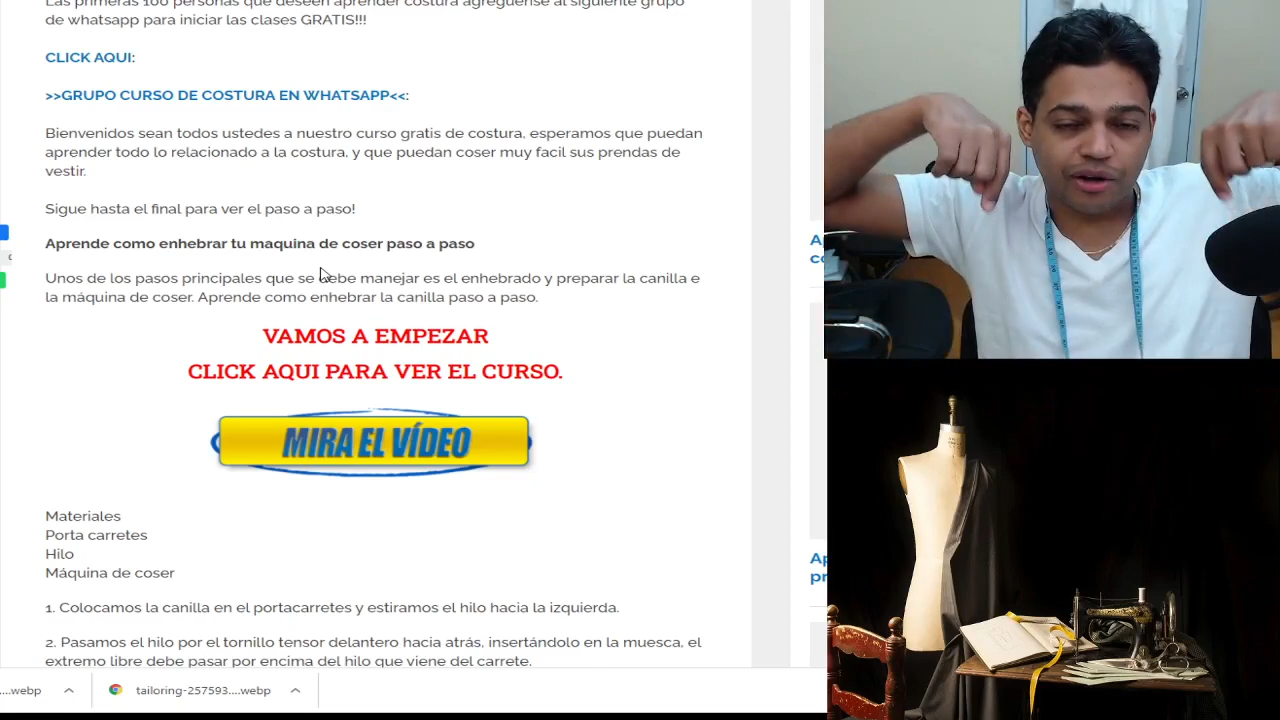 Las primeras 100 personas que deseen aprender costura agreguense al siguiente grupo
de whatsapp para iniciar las clases GRATIS!!!
CLICK AQUI:
>>GRUPO CURSO DE COSTURA EN WHATSAPP<<:
Bienvenidos sean todos ustedes a nuestro curso gratis de costura, esperamos que puedan
aprender todo lo relacionado a la costura, y que puedan coser muy facil sus prendas de
vestir.
Sigue hasta el final para ver el paso a paso!
Aprende como enhebrar tu maquina de coser paso a paso
Unos de los pasos principales que se debe manejar es el enhebrado y preparar la canilla e
la máquina de coser. Aprende como enhebrar la canilla paso a paso.
VAMOS A EMPEZAR
CLICK AQUI PARA VER EL CURSO.
MIRA EL VÍDEO
Materiales
Porta carretes
Hilo
Máquina de coser
1. Colocamos la canilla en el portacarretes y estiramos el hilo hacia la izquierda.
2. Pasamos el hilo por el tornillo tensor delantero hacia atrás, insertándolo en la muesca, el
extremo libre debe pasar por encima del hilo que viene del carrete.
....webp
tailoring-257593....webp